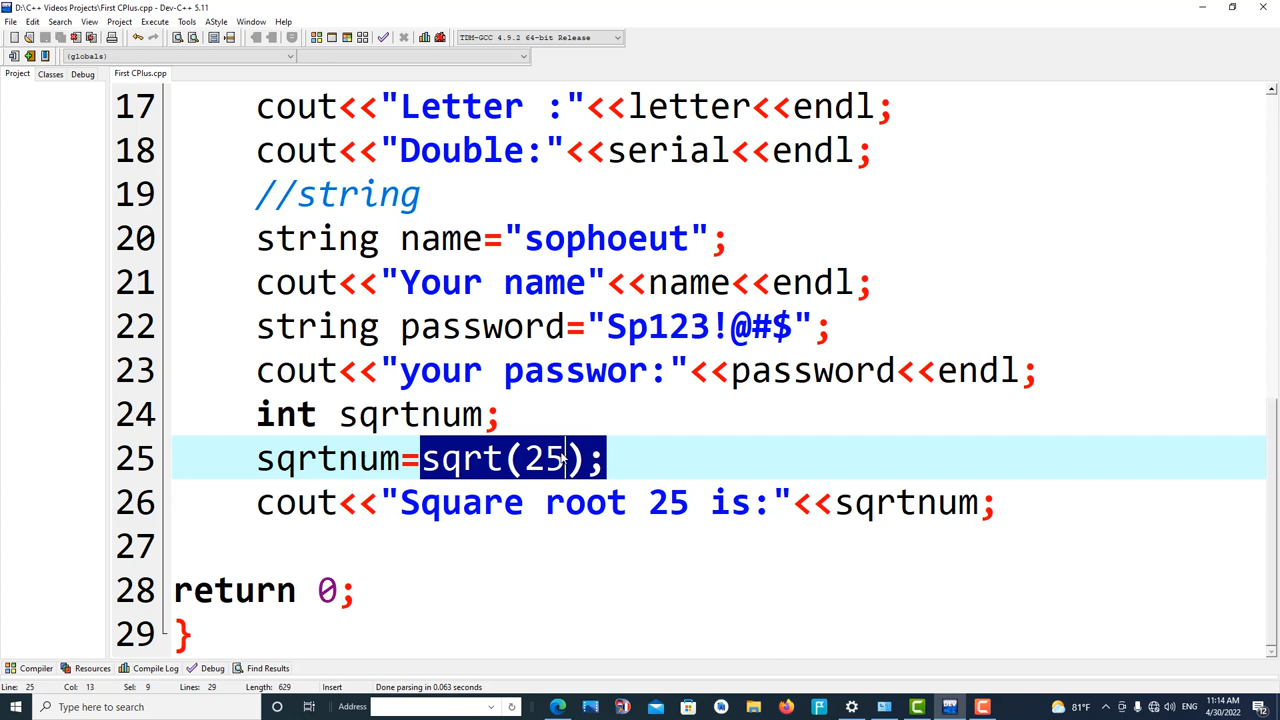 D:\C++ Videos Projects\First CPlus.cpp - Dev-C++ 5.11
File Edit Search View Project Execute Tools AStyle Window Help
TDM-GCC 4.9.2 64-bit Release
(globals)
Project Classes Debug First CPlus.cpp
17 cout<<"Letter :"<<letter<<endl;
18 cout<<"Double:"<<serial<<endl;
19 //string
20 string name="sophoeut";
21 cout<<"Your name"<<name<<endl;
22 string password="Sp123!@#$";
23 cout<<"your passwor:"<<password<<endl;
24 int sqrtnum;
25 sqrtnum=sqrt(25);
26 cout<<"Square root 25 is:"<<sqrtnum;
27
28 return 0;
29 }
Compiler Resources Compile Log Debug Find Results
Line: 25 Col: 13 Sel: 9 Lines: 29 Length: 629 Insert Done parsing in 0.063 seconds
Type here to search Address DEV 81°F ENG 11:14 AM
4/30/2022